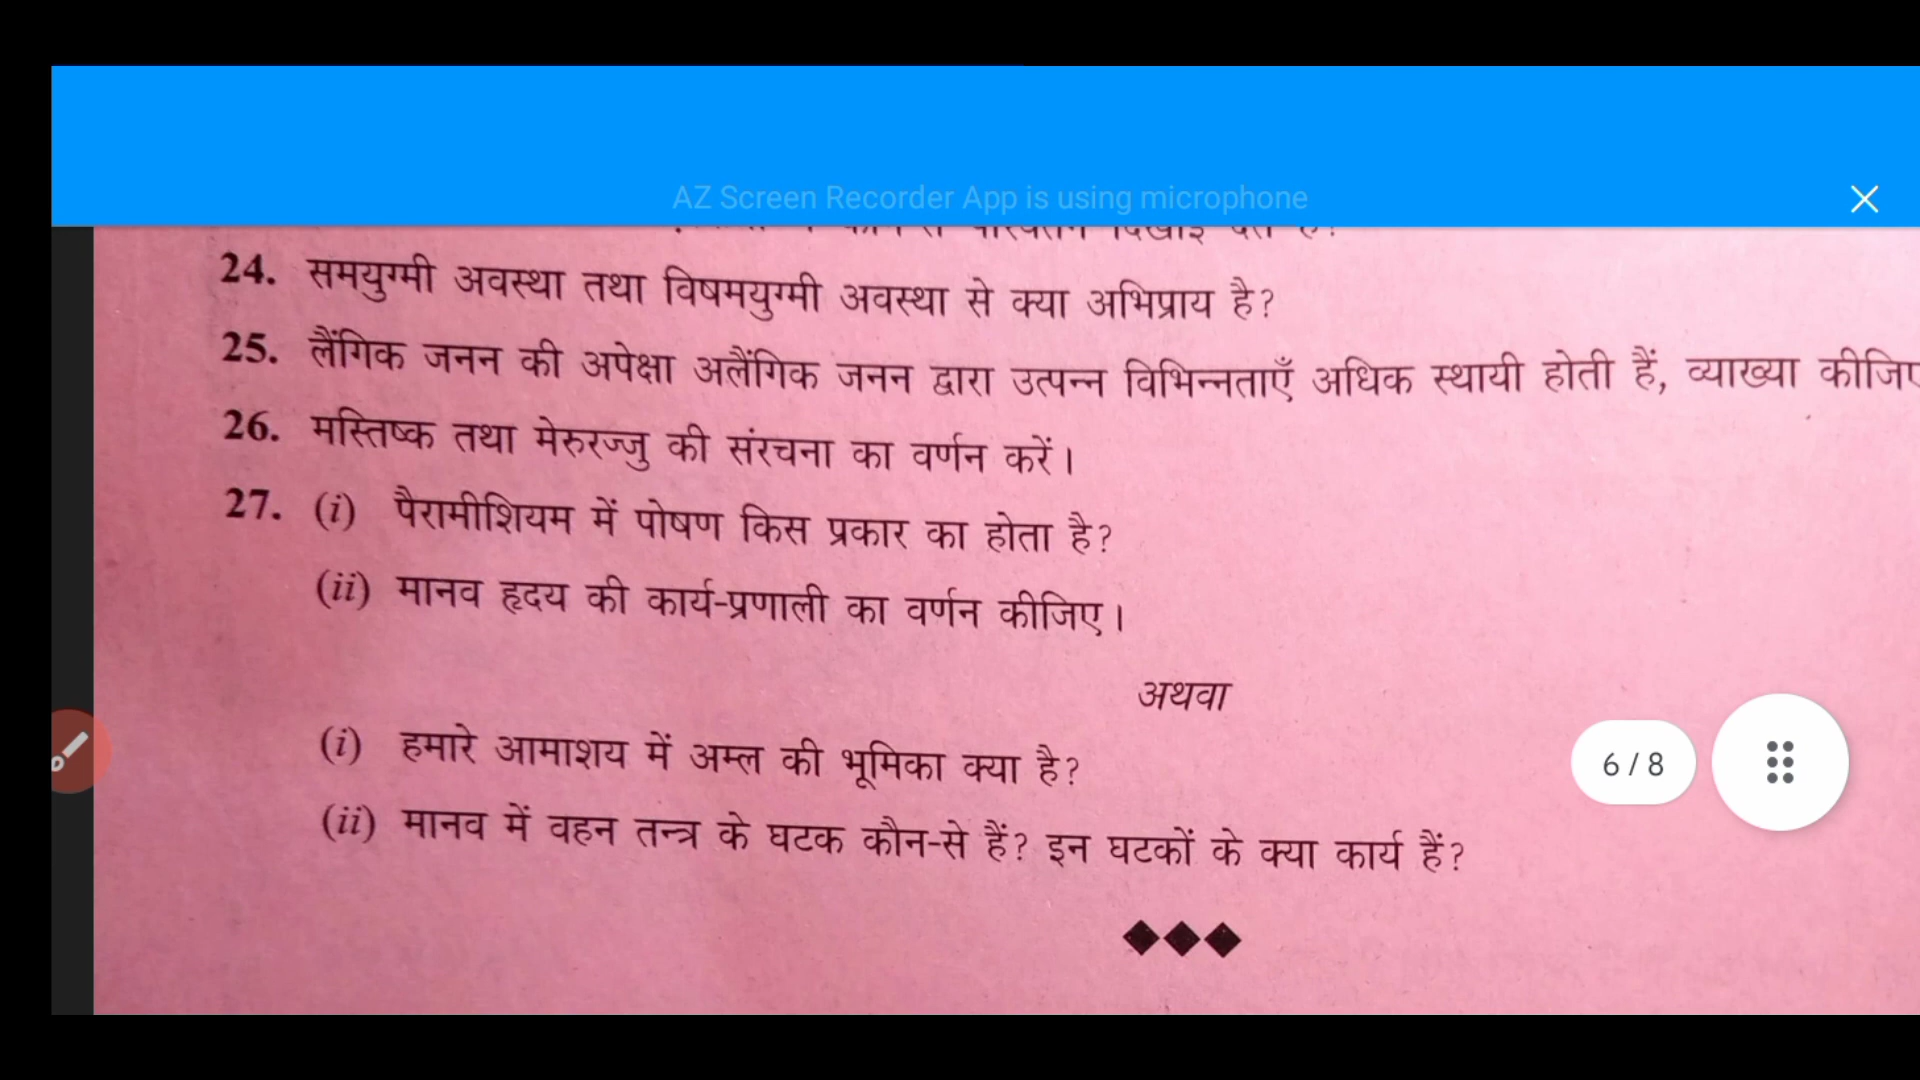 AZ Screen Recorder App is using microphone
24. समयुग्मी अवस्था तथा विषमयुग्मी अवस्था से क्या अभिप्राय है?
25. लैंगिक जनन की अपेक्षा अलैंगिक जनन द्वारा उत्पन्न विभिन्नताएँ अधिक स्थायी होती हैं, व्याख्या
26. मस्तिष्क तथा मेरुरज्जु की संरचना का वर्णन करें।
27. (i) पैरामीशियम में पोषण किस प्रकार का होता है?
(ii) मानव हृदय की कार्य-प्रणाली का वर्णन कीजिए।
अथवा
(i) हमारे आमाशय में अम्ल की भूमिका क्या है?
6 / 8
(ii) मानव में वहन तन्त्र के घटक कौन-से हैं? इन घटकों के क्या कार्य हैं?